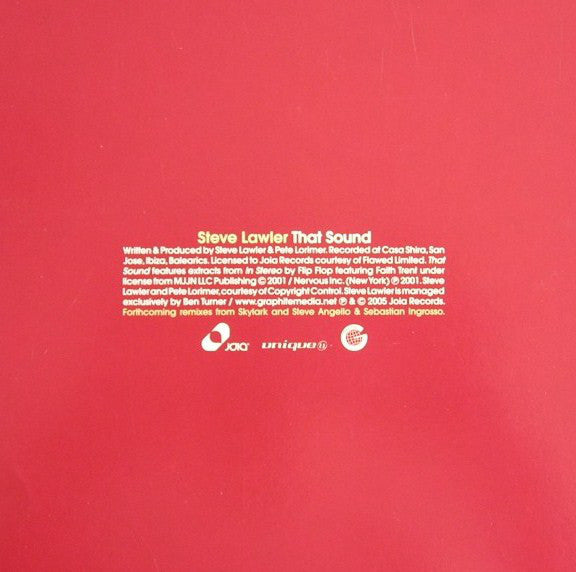 Steve Lawler That Sound
Written & Produced by Steve Lawler & Pete Lorimer. Recorded at Casa Shira, San
Jose, Ibiza, Balearics. Licensed to Joia Records courtesy of Flawed Limited. That
Sound features extracts from In Stereo by Flip Flop featuring Faith Trent under
license from MJJN LLC Publishing © 2001 / Nervous Inc. (New York) ℗ 2001. Steve
Lawler and Pete Lorimer, courtesy of Copyright Control. Steve Lawler is managed
exclusively by Ben Turner / www.graphitemedia.net ℗ & © 2005 Joia Records.
Forthcoming remixes from Skylark and Steve Angello & Sebastian Ingrosso.
JOIA unique